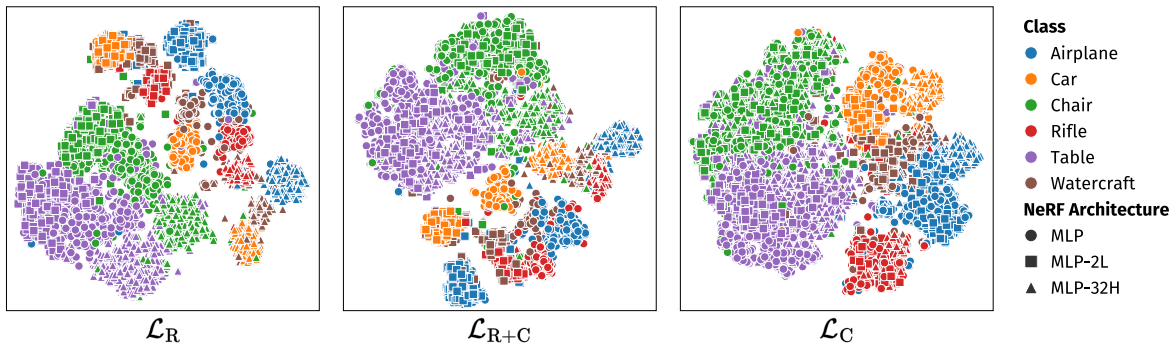 Class
Airplane
Car
Chair
Rifle
Table
Watercraft
NeRF Architecture
MLP
MLP-2L
MLP-32H
ℒR
ℒR+C
ℒC